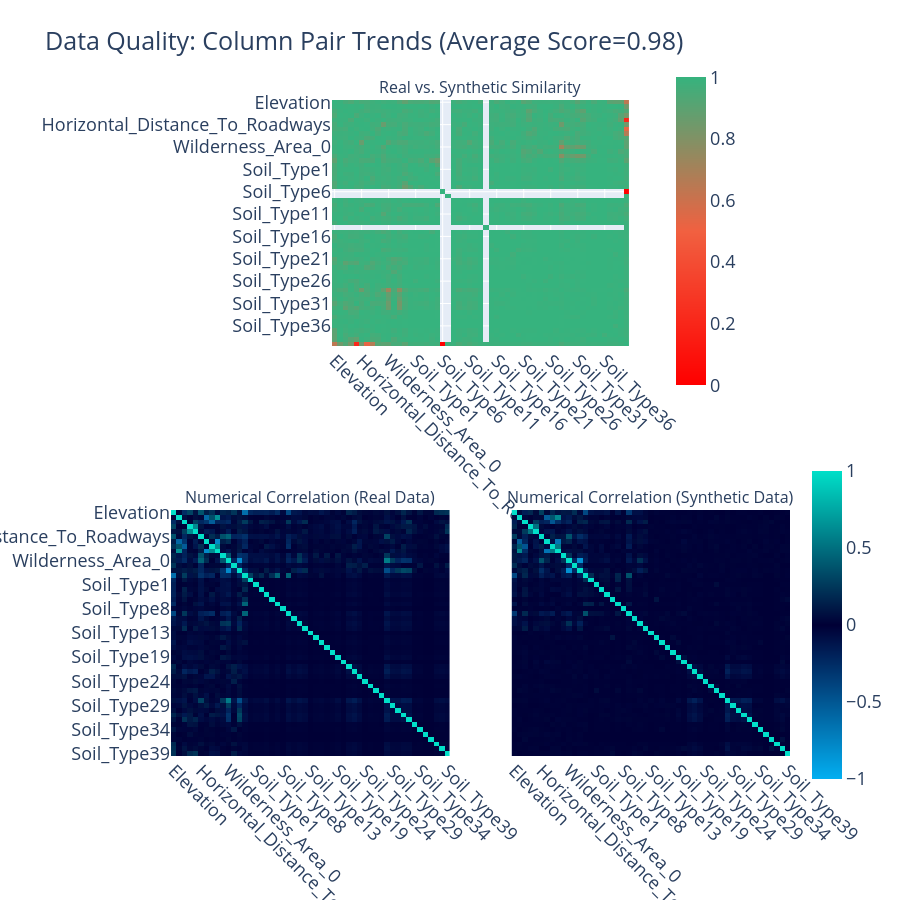 Data Quality: Column Pair Trends (Average Score=0.98)
Real vs. Synthetic Similarity
Elevation
Horizontal_Distance_To_Roadways
Wilderness_Area_0
Soil_Type1
Soil_Type6
Soil_Type11
Soil_Type16
Soil_Type21
Soil_Type26
Soil_Type31
Soil_Type36
Elevation
Horizontal_Distance_To_R
Wilderness_Area_0
Soil_Type1
Soil_Type6
Soil_Type11
Soil_Type16
Soil_Type21
Soil_Type26
Soil_Type31
Soil_Type36
1
0.8
0.6
0.4
0.2
0
Numerical Correlation (Real Data)
Elevation
stance_To_Roadways
Wilderness_Area_0
Soil_Type1
Soil_Type8
Soil_Type13
Soil_Type19
Soil_Type24
Soil_Type29
Soil_Type34
Soil_Type39
Elevation
Horizontal_Distance_To
Wilderness_Area_0
Soil_Type1
Soil_Type8
Soil_Type13
Soil_Type19
Soil_Type24
Soil_Type29
Soil_Type34
Soil_Type39
Numerical Correlation (Synthetic Data)
Elevation
Horizontal_Distance_To
Wilderness_Area_0
Soil_Type1
Soil_Type8
Soil_Type13
Soil_Type19
Soil_Type24
Soil_Type29
Soil_Type34
Soil_Type39
1
0.5
0
−0.5
−1